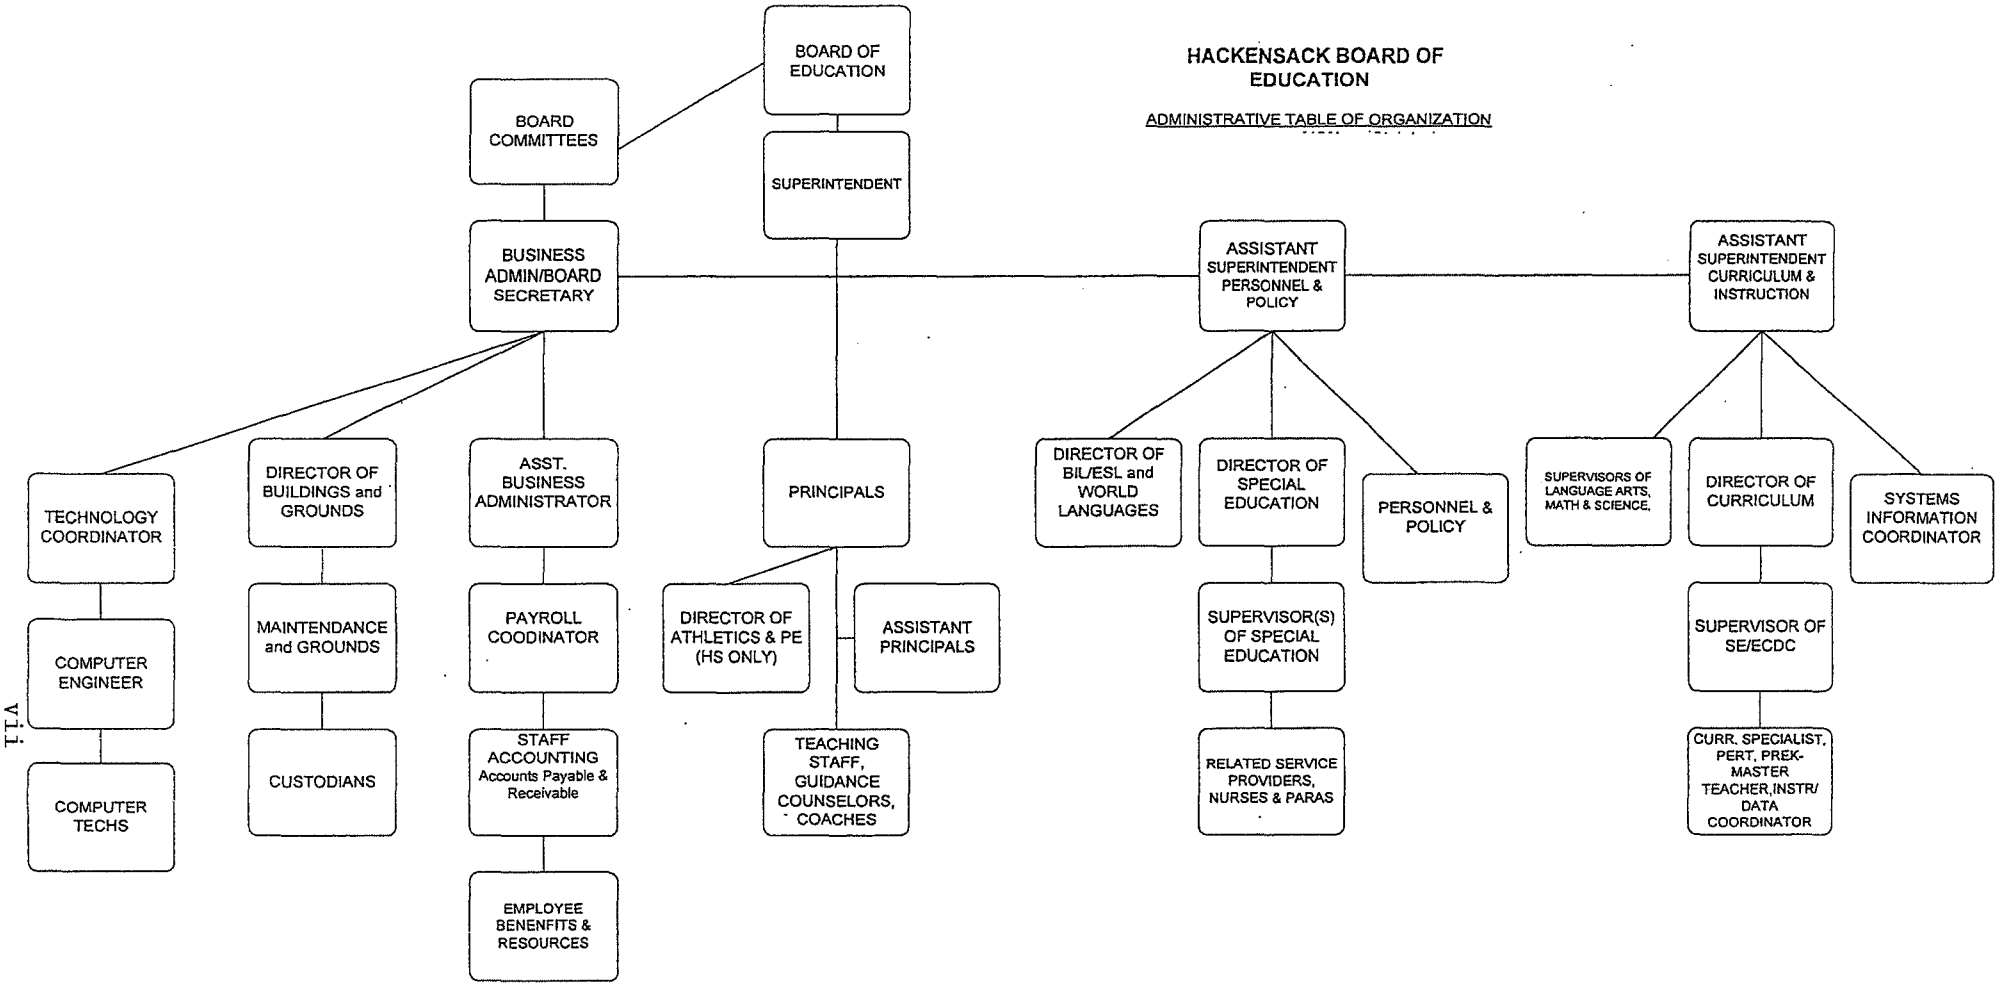 HACKENSACK BOARD OF
EDUCATION
ADMINISTRATIVE TABLE OF ORGANIZATION
BOARD OF
EDUCATION
BOARD
COMMITTEES
SUPERINTENDENT
BUSINESS
ADMIN/BOARD
SECRETARY
ASSISTANT
SUPERINTENDENT
PERSONNEL &
POLICY
ASSISTANT
SUPERINTENDENT
CURRICULUM &
INSTRUCTION
TECHNOLOGY
COORDINATOR
DIRECTOR OF
BUILDINGS and
GROUNDS
ASST.
BUSINESS
ADMINISTRATOR
PRINCIPALS
DIRECTOR OF
BIL/ESL and
WORLD
LANGUAGES
DIRECTOR OF
SPECIAL
EDUCATION
PERSONNEL &
POLICY
SUPERVISORS OF
LANGUAGE ARTS,
MATH & SCIENCE,
DIRECTOR OF
CURRICULUM
SYSTEMS
INFORMATION
COORDINATOR
COMPUTER
ENGINEER
MAINTENDANCE
and GROUNDS
PAYROLL
COODINATOR
DIRECTOR OF
ATHLETICS & PE
(HS ONLY)
ASSISTANT
PRINCIPALS
SUPERVISOR(S)
OF SPECIAL
EDUCATION
SUPERVISOR OF
SE/ECDC
COMPUTER
TECHS
CUSTODIANS
STAFF
ACCOUNTING
Accounts Payable &
Receivable
TEACHING
STAFF,
GUIDANCE
COUNSELORS,
COACHES
RELATED SERVICE
PROVIDERS,
NURSES & PARAS
CURR. SPECIALIST,
PERT, PREK-
MASTER
TEACHER,INSTR/
DATA
COORDINATOR
EMPLOYEE
BENENFITS &
RESOURCES
vii